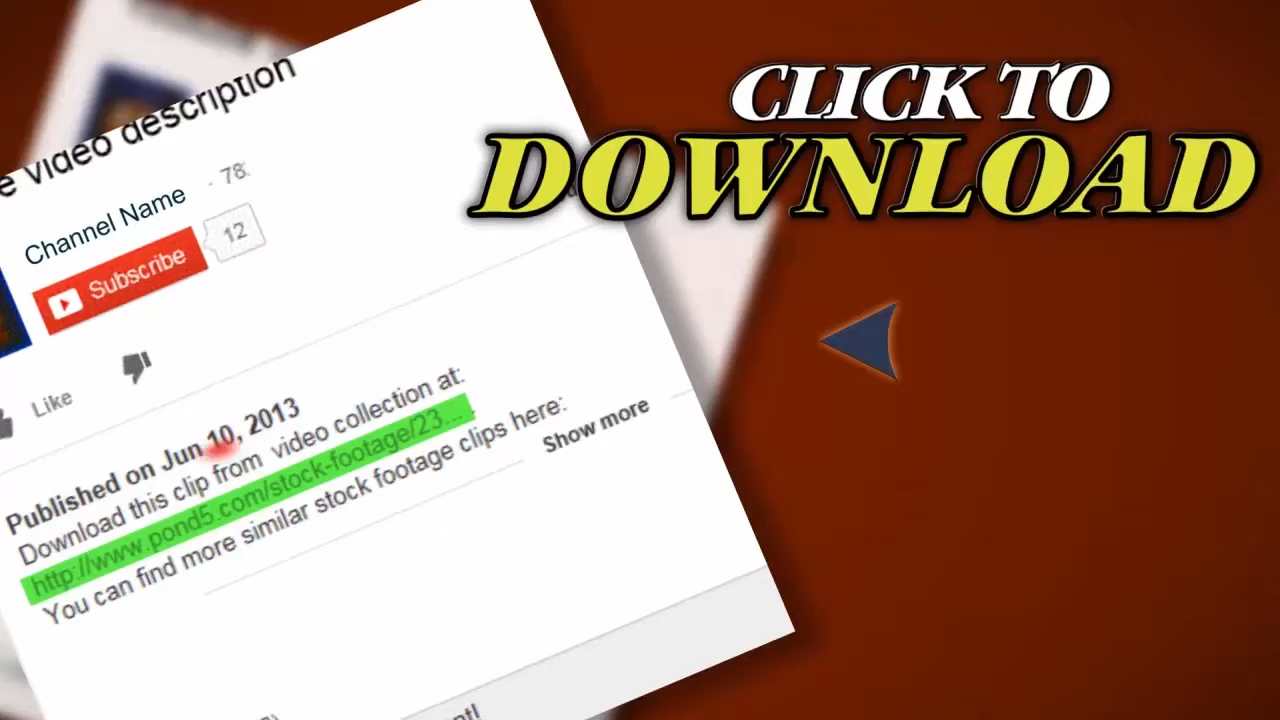 CLICK TO
DOWNLOAD
e video description
Channel Name
78
Subscribe
12
Like
Published on Jun 10, 2013
Download this clip from video collection at:
http://www.pond5.com/stock-footage/23...
You can find more similar stock footage clips here:
Show more